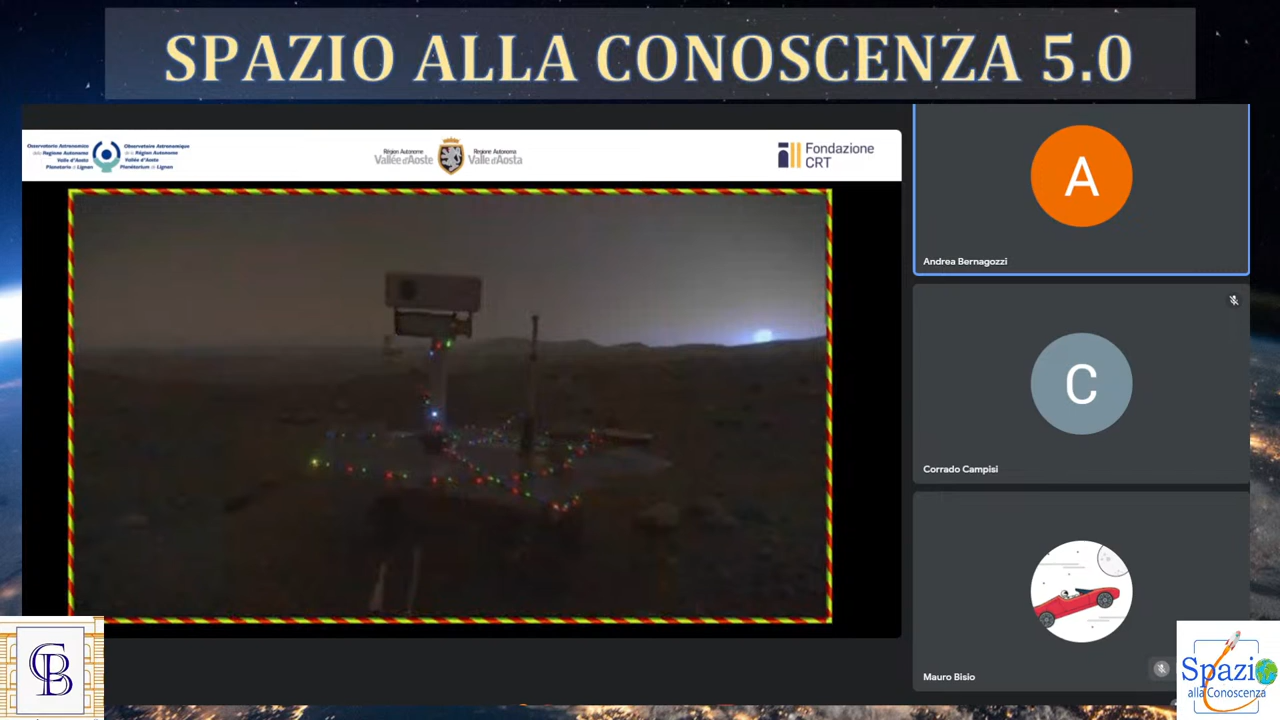 SPAZIO ALLA CONOSCENZA 5.0
Osservatorio Astronomico
della Regione Autonoma
Valle d'Aosta
Planetario di Lignan
Observatoire Astronomique
de la Région Autonome
Vallée d'Aoste
Planétarium de Lignan
Région Autonome
Vallée d'Aoste
Regione Autonoma
Valle d'Aosta
Fondazione
CRT
A
Andrea Bernagozzi
C
Corrado Campisi
Mauro Bisio
CB
Spazio
alla Conoscenza